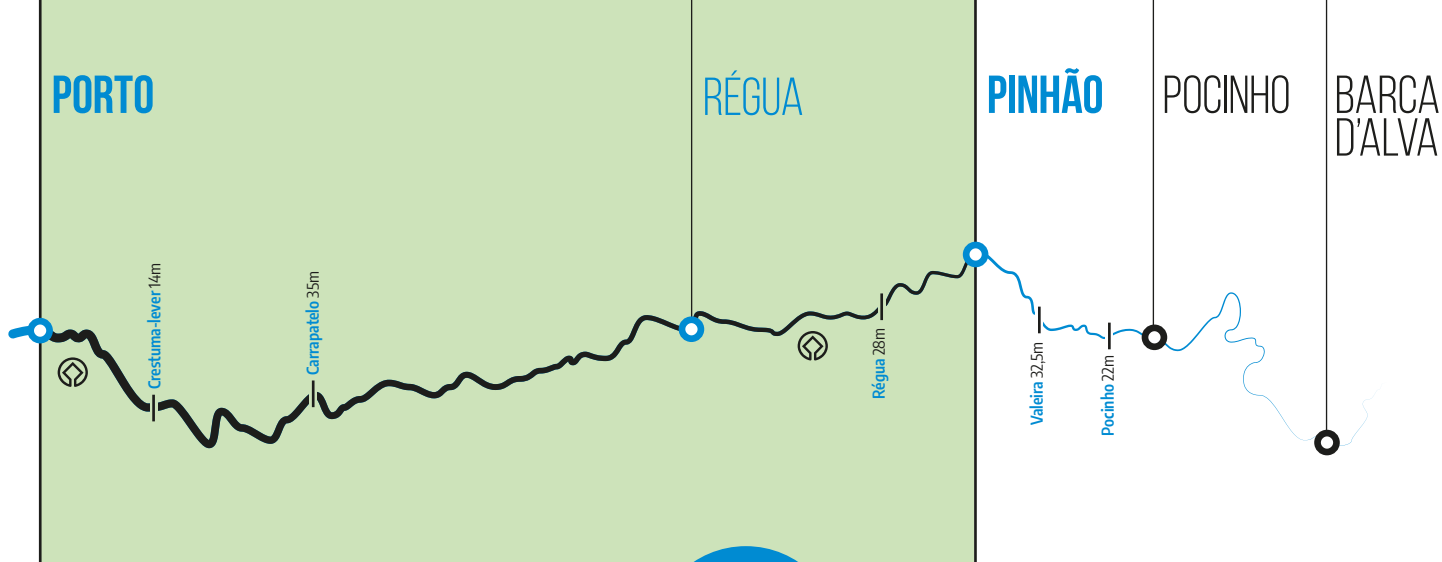 PORTO
RÉGUA
PINHÃO
POCINHO
BARCA
D'ALVA
Crestuma-lever 14m
Carrapatelo 35m
Régua 28m
Valeira 32,5m
Pocinho 22m